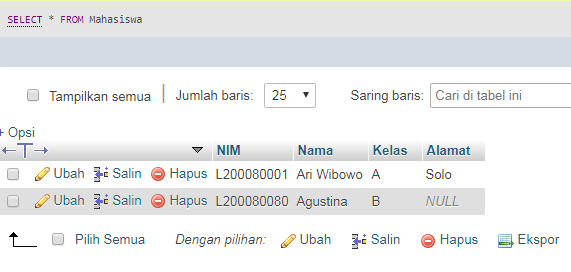 SELECT * FROM Mahasiswa
Tampilkan semua Jumlah baris: 25 Saring baris: Cari di tabel ini
+ Opsi
←T→ NIM Nama Kelas Alamat
Ubah Salin Hapus L200080001 Ari Wibowo A Solo
Ubah Salin Hapus L200080080 Agustina B NULL
Pilih Semua Dengan pilihan: Ubah Salin Hapus Ekspor